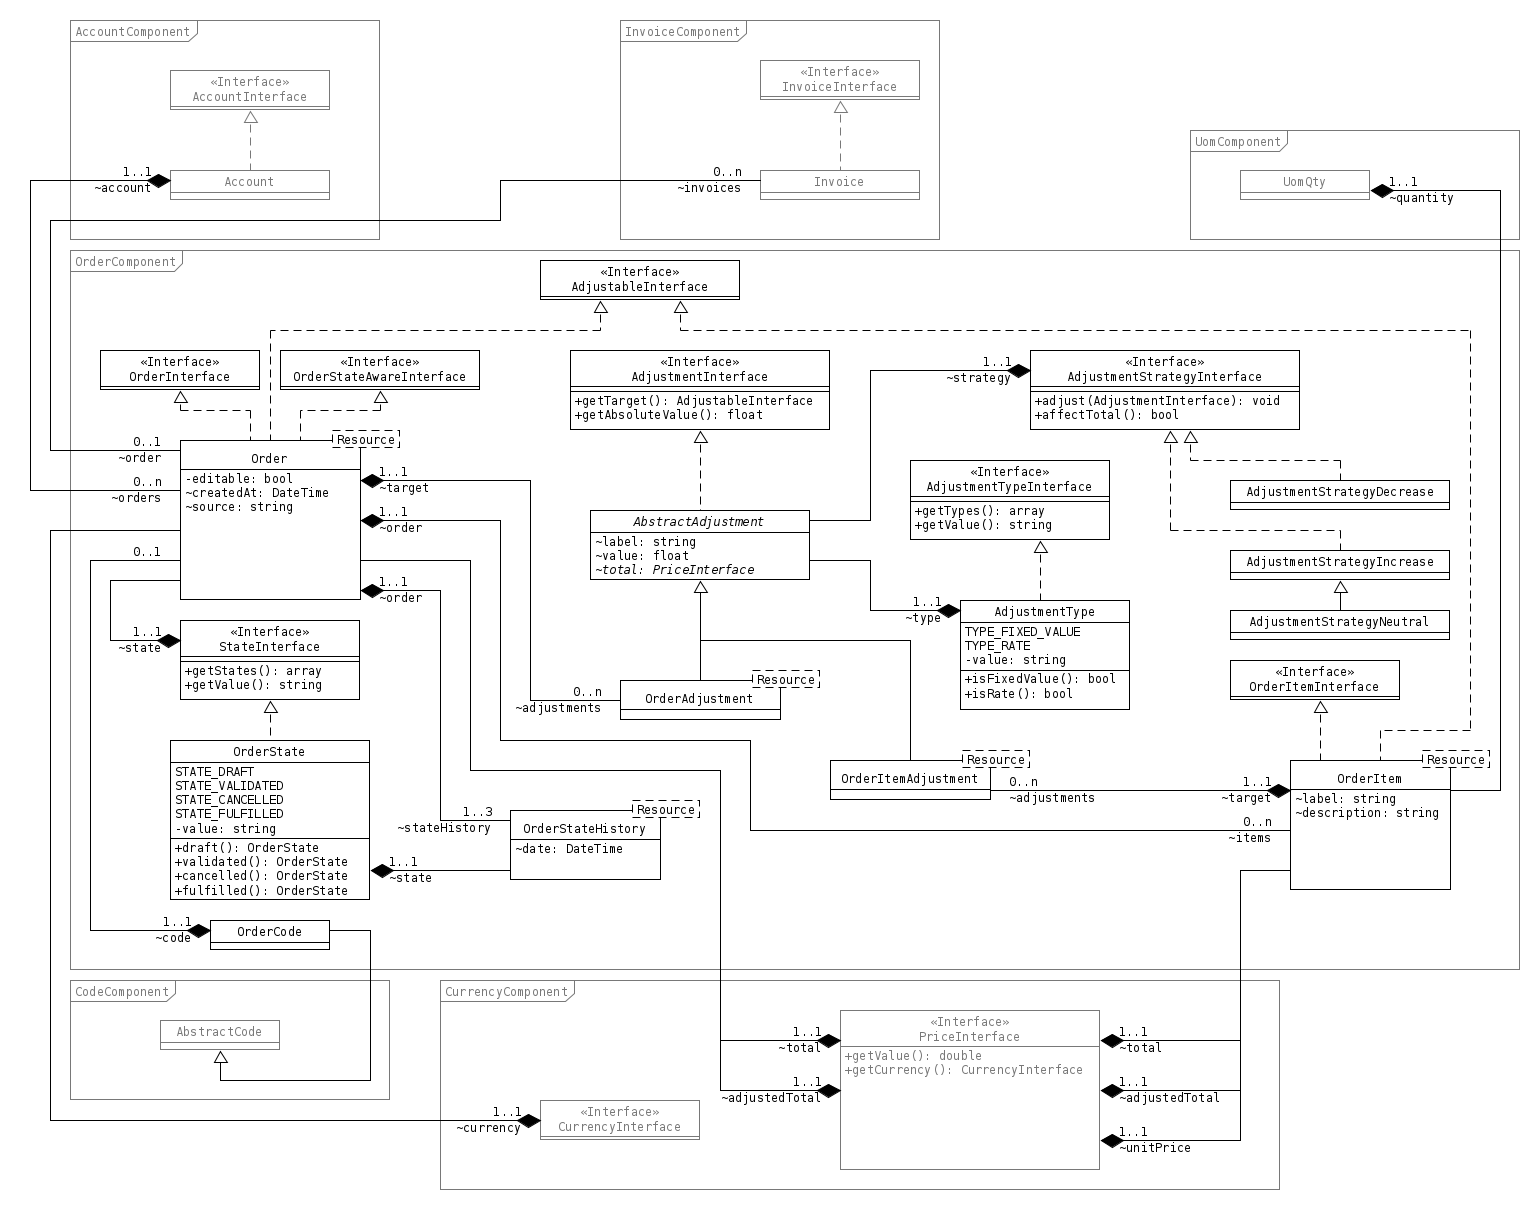 AccountComponent
«Interface»
AccountInterface
1..1
~account
Account
InvoiceComponent
«Interface»
InvoiceInterface
0..n
~invoices
Invoice
UomComponent
UomQty
1..1
~quantity
OrderComponent
«Interface»
AdjustableInterface
«Interface»
OrderInterface
«Interface»
OrderStateAwareInterface
«Interface»
AdjustmentInterface
+getTarget(): AdjustableInterface
+getAbsoluteValue(): float
1..1
~strategy
«Interface»
AdjustmentStrategyInterface
+adjust(AdjustmentInterface): void
+affectTotal(): bool
0..1
~order
0..n
~orders
0..1
Resource
Order
-editable: bool
~createdAt: DateTime
~source: string
1..1
~target
1..1
~order
1..1
~order
AbstractAdjustment
~label: string
~value: float
~total: PriceInterface
«Interface»
AdjustmentTypeInterface
+getTypes(): array
+getValue(): string
AdjustmentStrategyDecrease
AdjustmentStrategyIncrease
AdjustmentStrategyNeutral
1..1
~type
AdjustmentType
TYPE_FIXED_VALUE
TYPE_RATE
-value: string
+isFixedValue(): bool
+isRate(): bool
1..1
~state
«Interface»
StateInterface
+getStates(): array
+getValue(): string
0..n
~adjustments
Resource
OrderAdjustment
«Interface»
OrderItemInterface
OrderState
STATE_DRAFT
STATE_VALIDATED
STATE_CANCELLED
STATE_FULFILLED
-value: string
+draft(): OrderState
+validated(): OrderState
+cancelled(): OrderState
+fulfilled(): OrderState
1..3
~stateHistory
1..1
~state
Resource
OrderStateHistory
~date: DateTime
Resource
OrderItemAdjustment
0..n
~adjustments
1..1
~target
0..n
~items
Resource
OrderItem
~label: string
~description: string
1..1
~code
OrderCode
CodeComponent
AbstractCode
CurrencyComponent
1..1
~currency
«Interface»
CurrencyInterface
1..1
~total
1..1
~adjustedTotal
«Interface»
PriceInterface
+getValue(): double
+getCurrency(): CurrencyInterface
1..1
~total
1..1
~adjustedTotal
1..1
~unitPrice